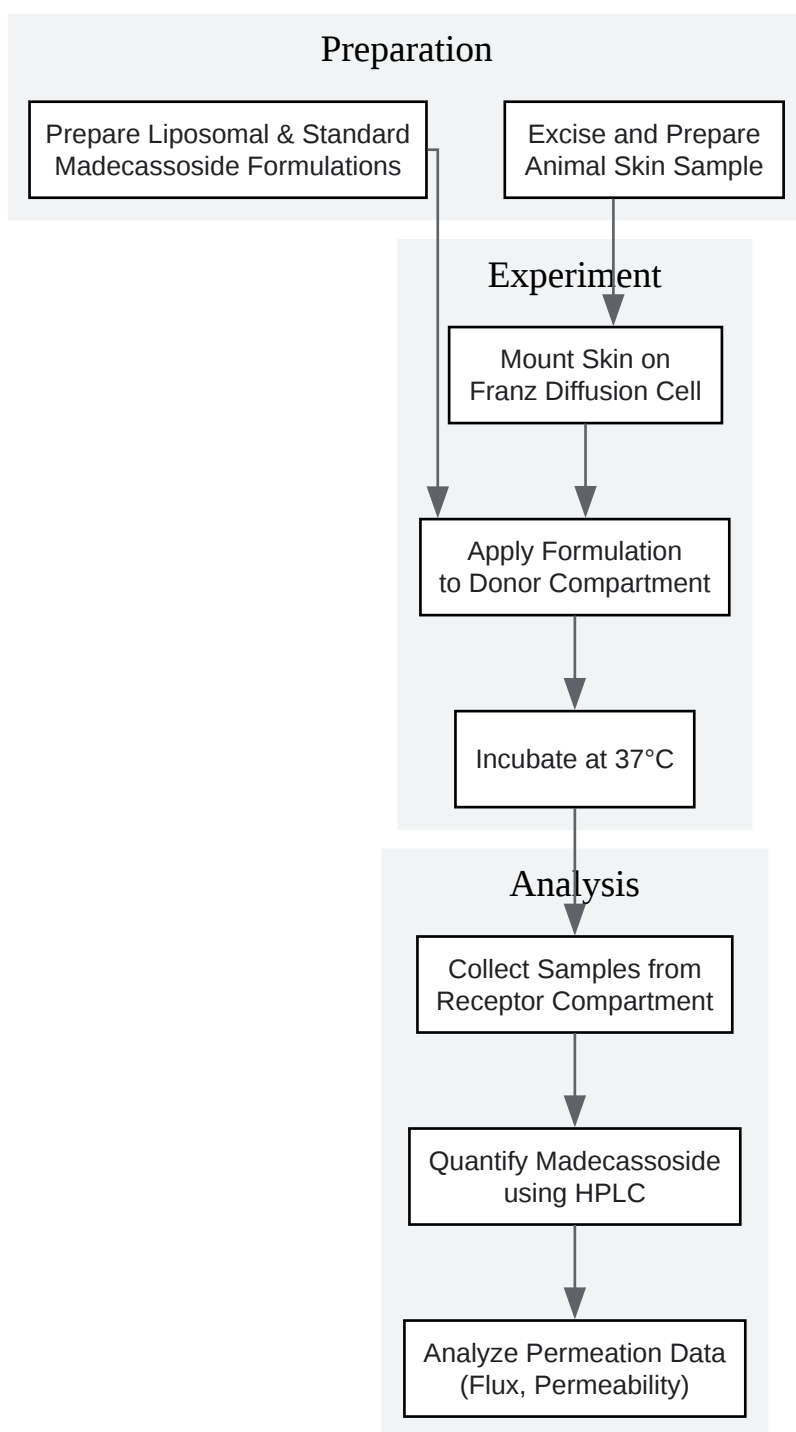 Preparation
Prepare Liposomal & Standard
Madecassoside Formulations
Excise and Prepare
Animal Skin Sample
Experiment
Mount Skin on
Franz Diffusion Cell
Apply Formulation
to Donor Compartment
Incubate at 37°C
Analysis
Collect Samples from
Receptor Compartment
Quantify Madecassoside
using HPLC
Analyze Permeation Data
(Flux, Permeability)